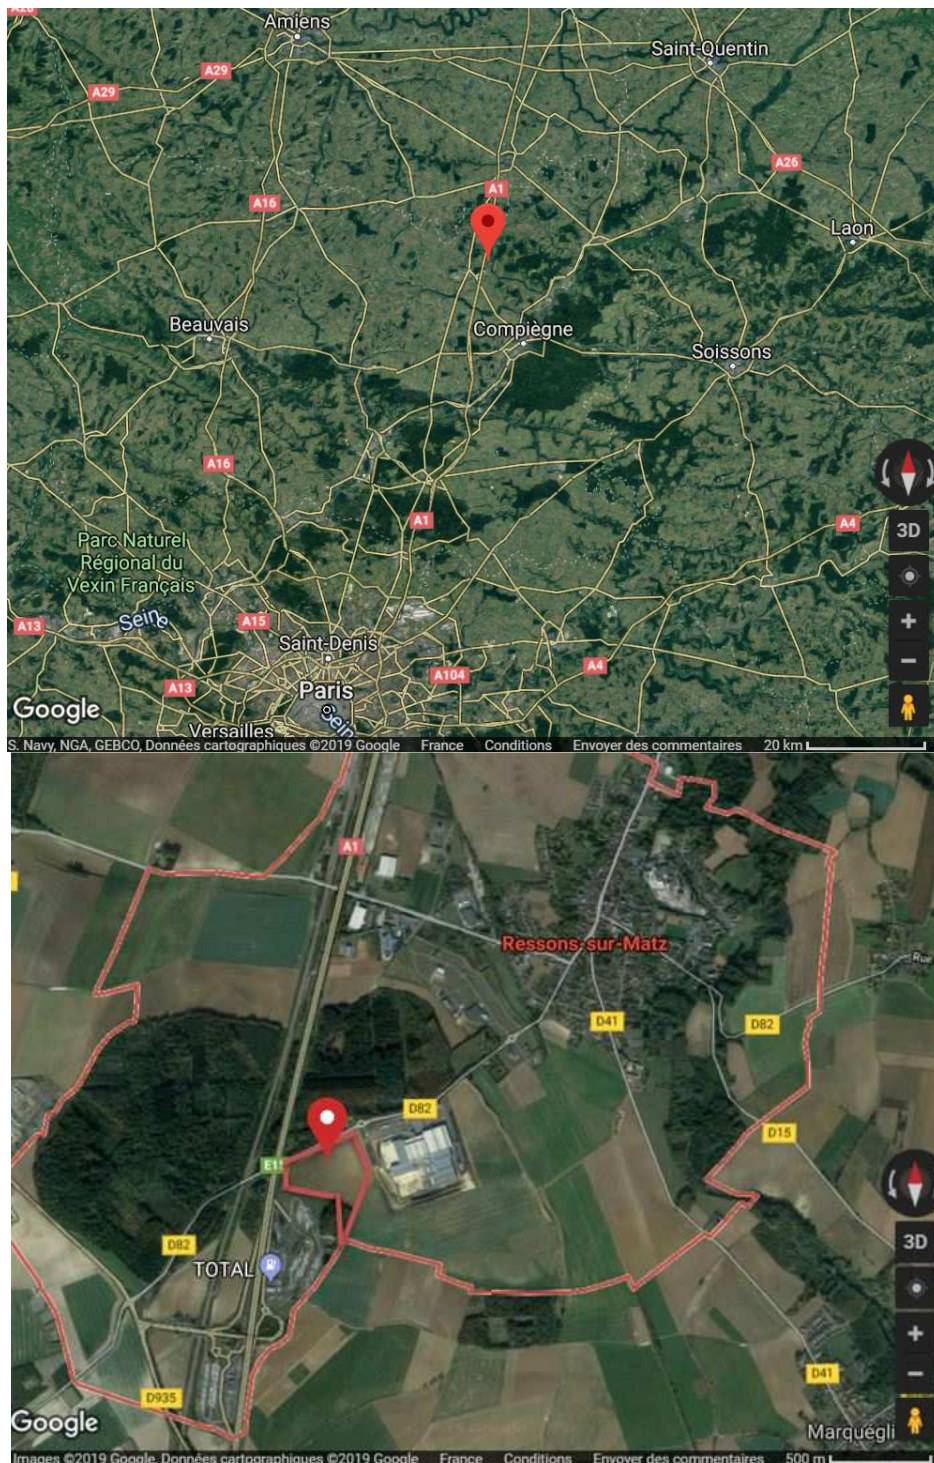 A28
Amiens
Saint-Quentin
A29
A29
A26
A1
A16
Laon
Beauvais
Compiègne
Soissons
A16
A1
A4
3D
Parc Naturel
Régional du
Vexin Français
Seine
A13
A15
Saint-Denis
A4
A104
A13
Paris
Google
Versailles
S. Navy, NGA, GEBCO, Données cartographiques ©2019 Google France Conditions Envoyer des commentaires 20 km
A1
Ressons-sur-Matz
Rue
D41
D82
D82
D15
E15
D82
TOTAL
3D
D935
D41
Google
Marquégli
Images ©2019 Google, Données cartographiques ©2019 Google France Conditions Envoyer des commentaires 500 m